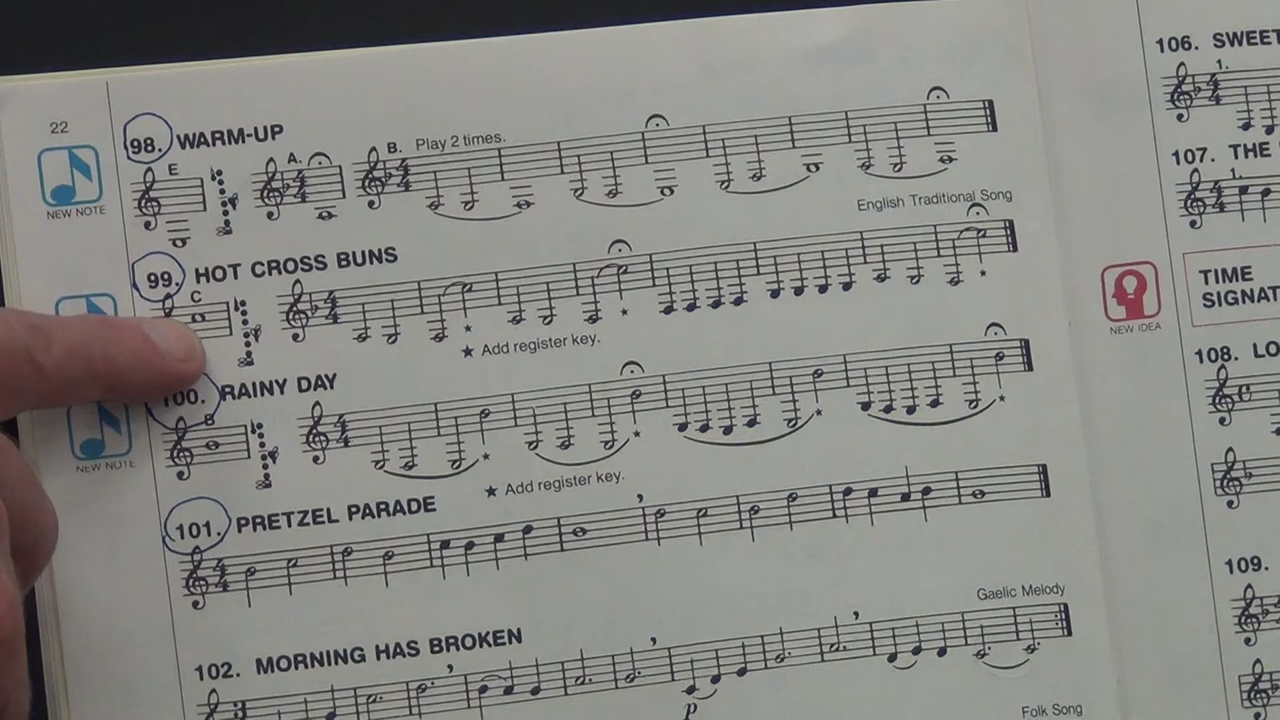 22
98. WARM-UP
E
A.
B. Play 2 times.
NEW NOTE
English Traditional Song
99. HOT CROSS BUNS
C
★ Add register key.
100. RAINY DAY
B
NEW NOTE
★ Add register key.
101. PRETZEL PARADE
Gaelic Melody
102. MORNING HAS BROKEN
p
Folk Song
106. SWEET
1.
107. THE
1.
TIME
SIGNAT
NEW IDEA
108. LO
109.